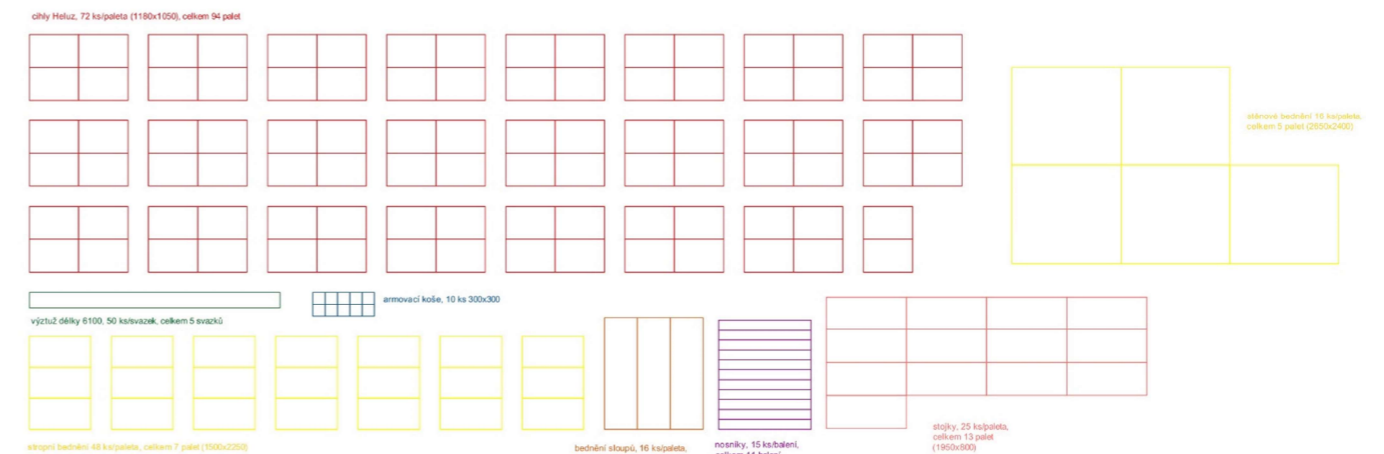 cihly Heluz, 72 ks/paleta (1180x1050), celkem 94 palet
stěnové bednění 16 ks/paleta,
celkem 5 palet (2650x2400)
armovací koše, 10 ks 300x300
výztuž délky 6100, 50 ks/svazek, celkem 5 svazků
stojky, 25 ks/paleta,
celkem 13 palet
(1950x800)
stropní bednění 48 ks/paleta, celkem 7 palet (1500x2250)
bednění sloupů, 16 ks/paleta,
nosníky, 15 ks/balení,